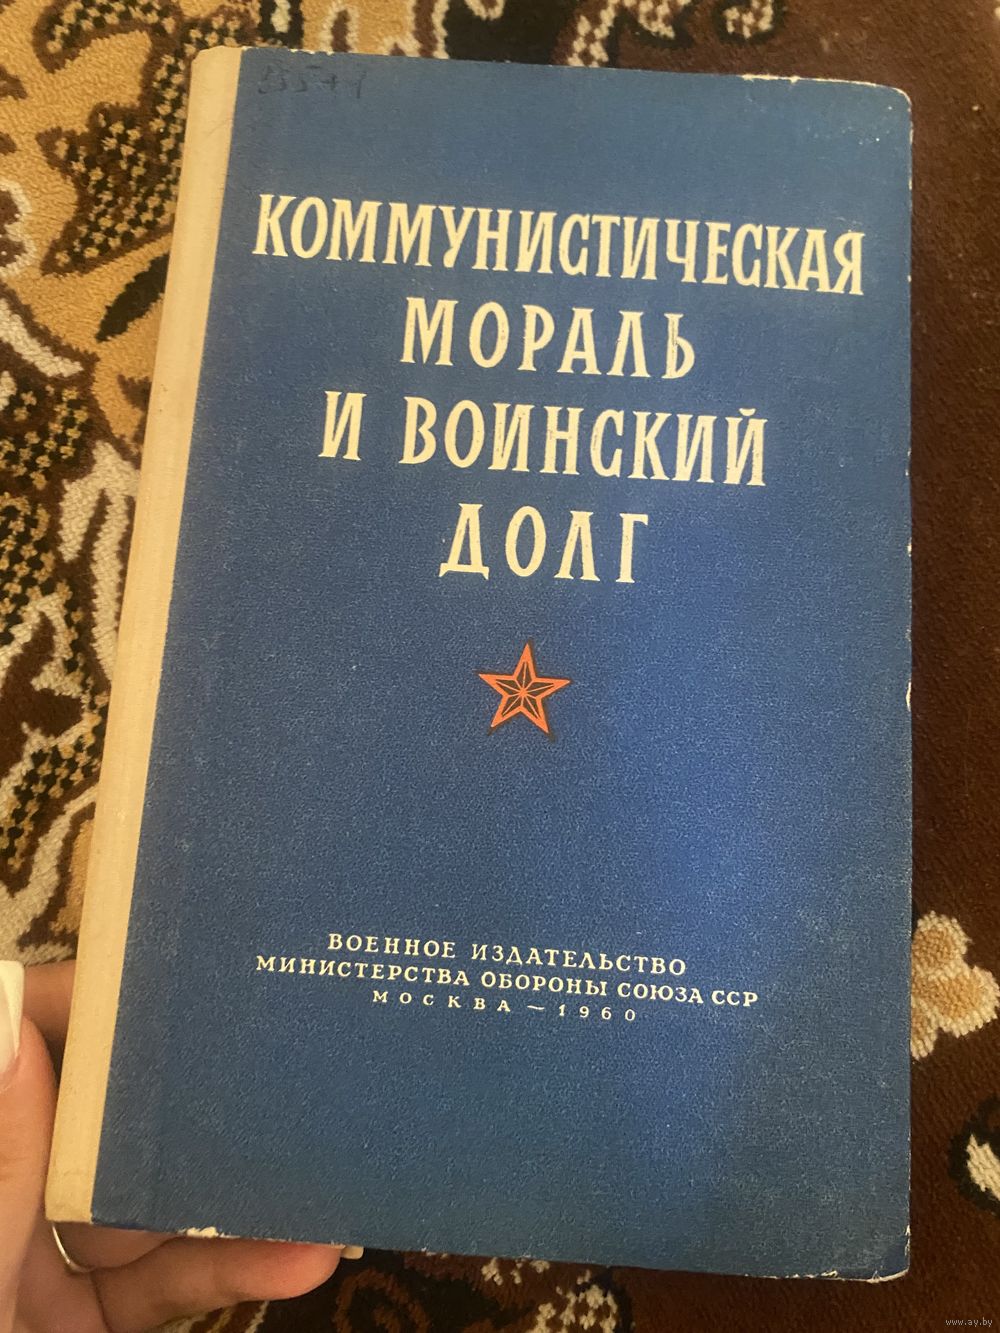 КОММУНИСТИЧЕСКАЯ
МОРАЛЬ
И ВОИНСКИЙ
ДОЛГ
ВОЕННОЕ ИЗДАТЕЛЬСТВО
МИНИСТЕРСТВА ОБОРОНЫ СОЮЗА ССР
МОСКВА — 1960
www.ay.by